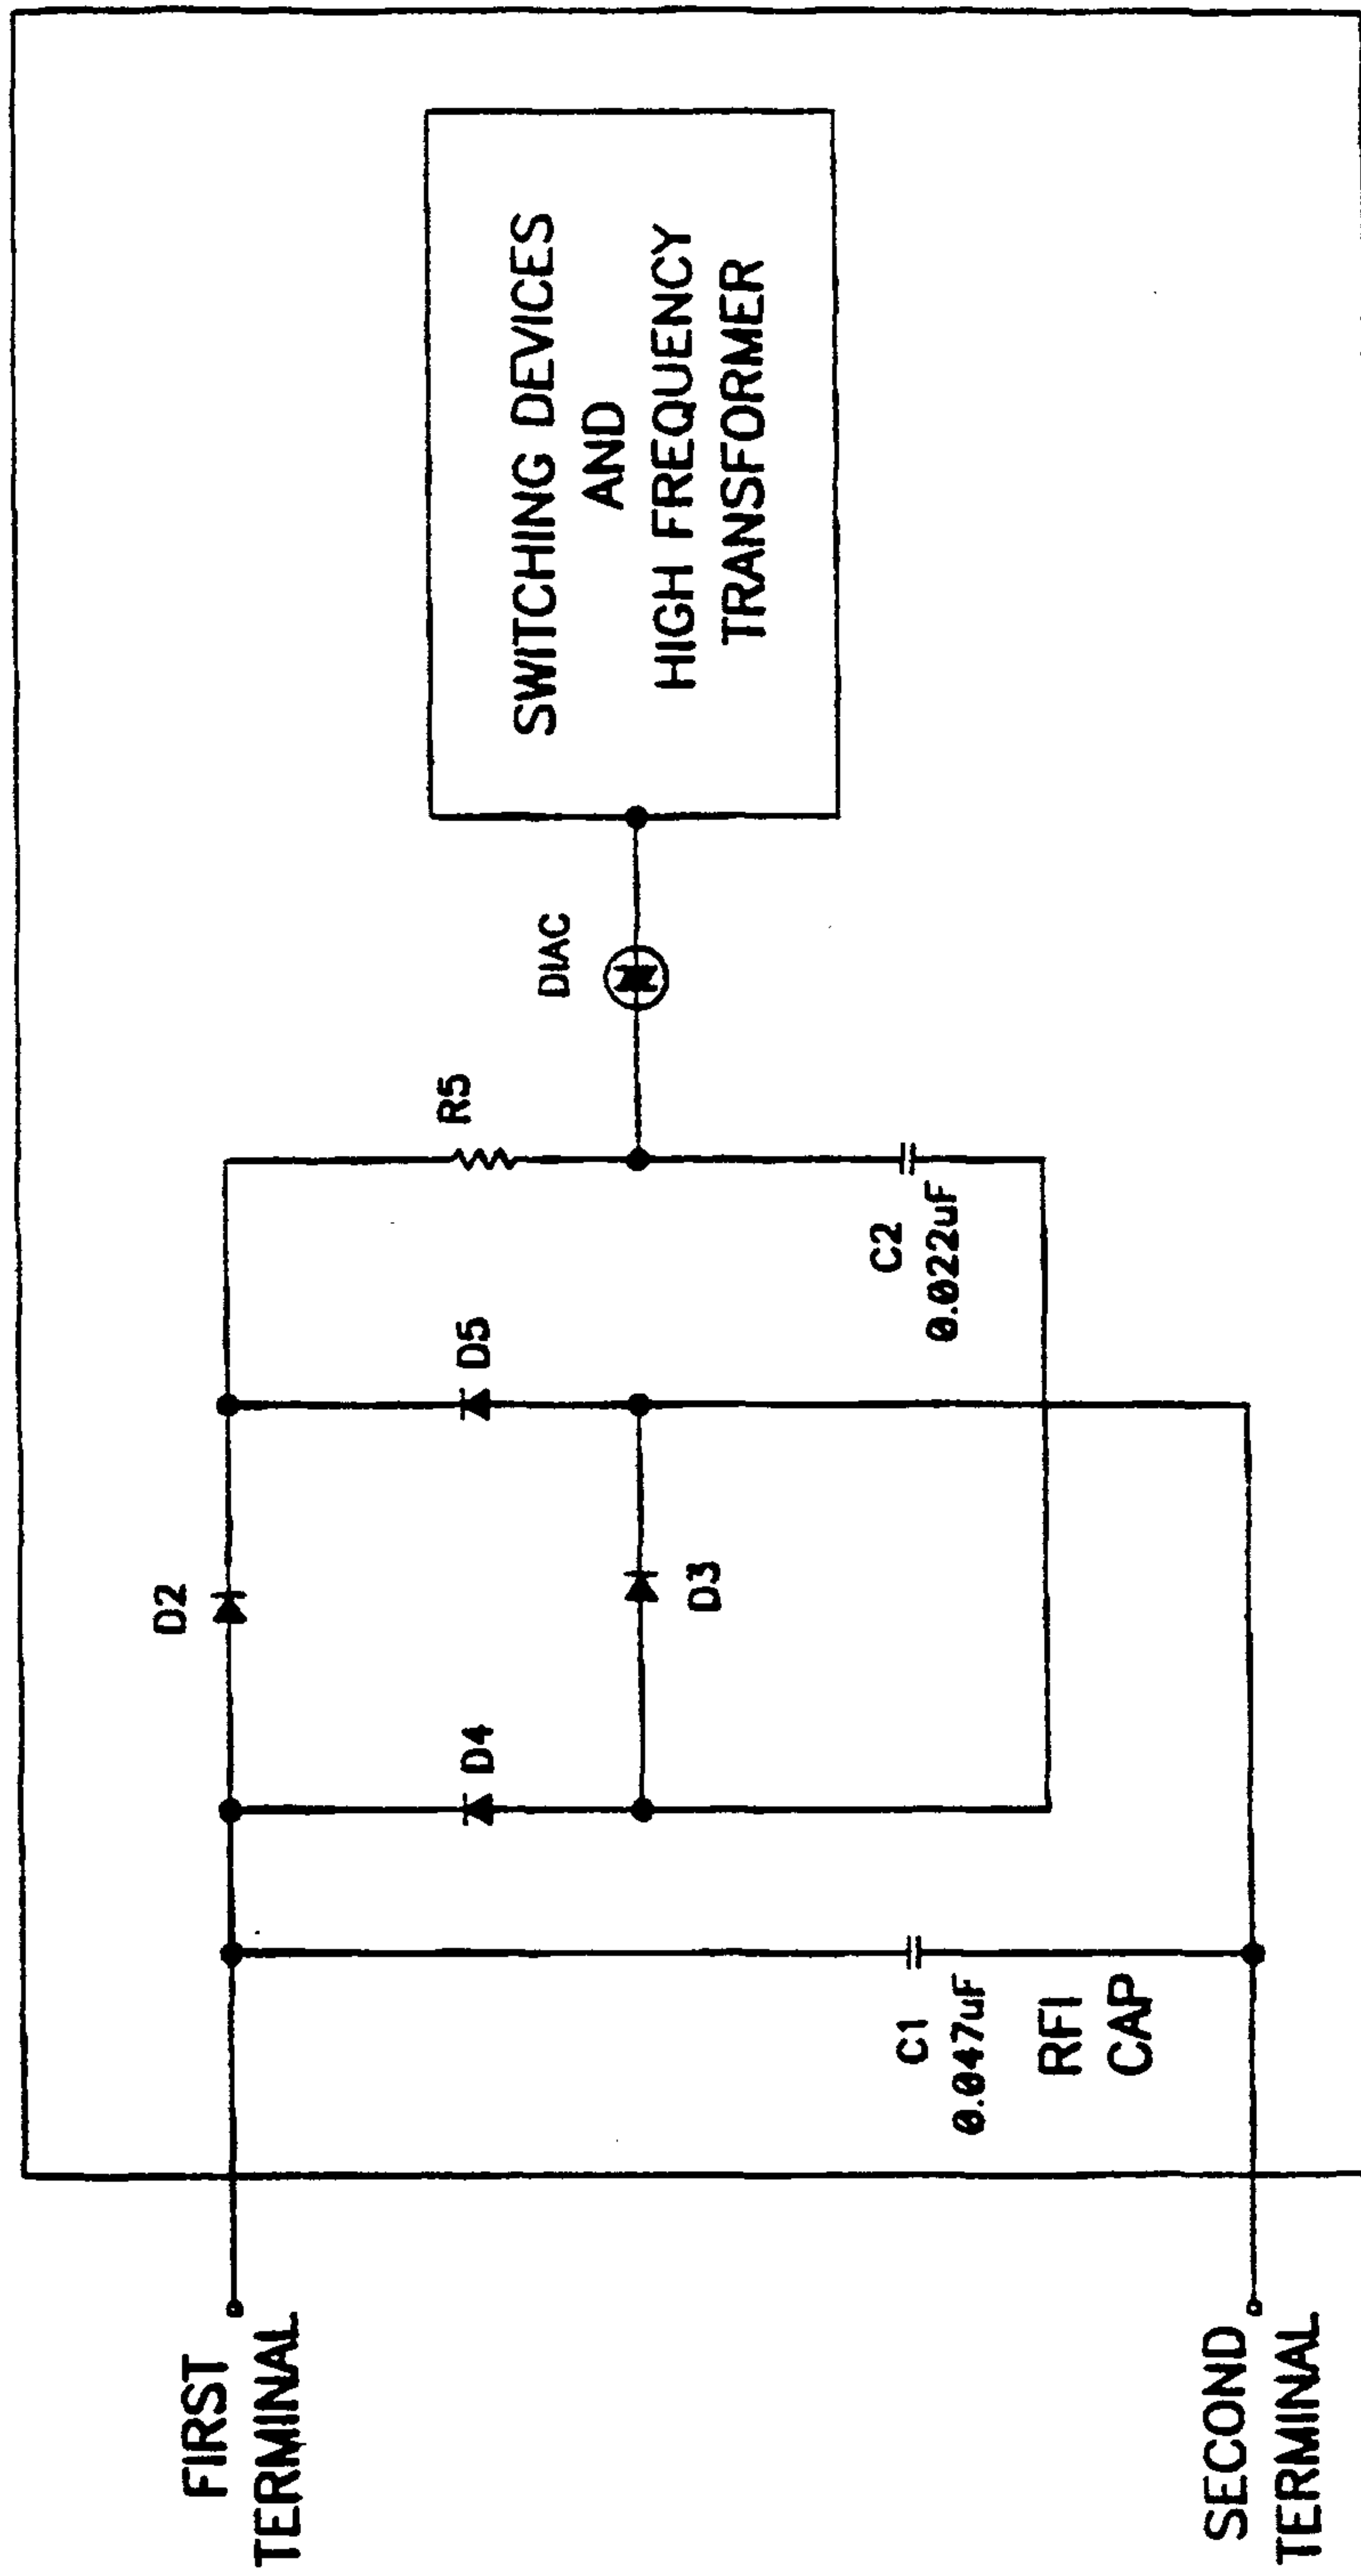 FIRST
TERMINAL
SECOND
TERMINAL
C1
0.047uF
RFI
CAP
D2
D4
D3
D5
R5
C2
0.022uF
DIAC
SWITCHING DEVICES
AND
HIGH FREQUENCY
TRANSFORMER